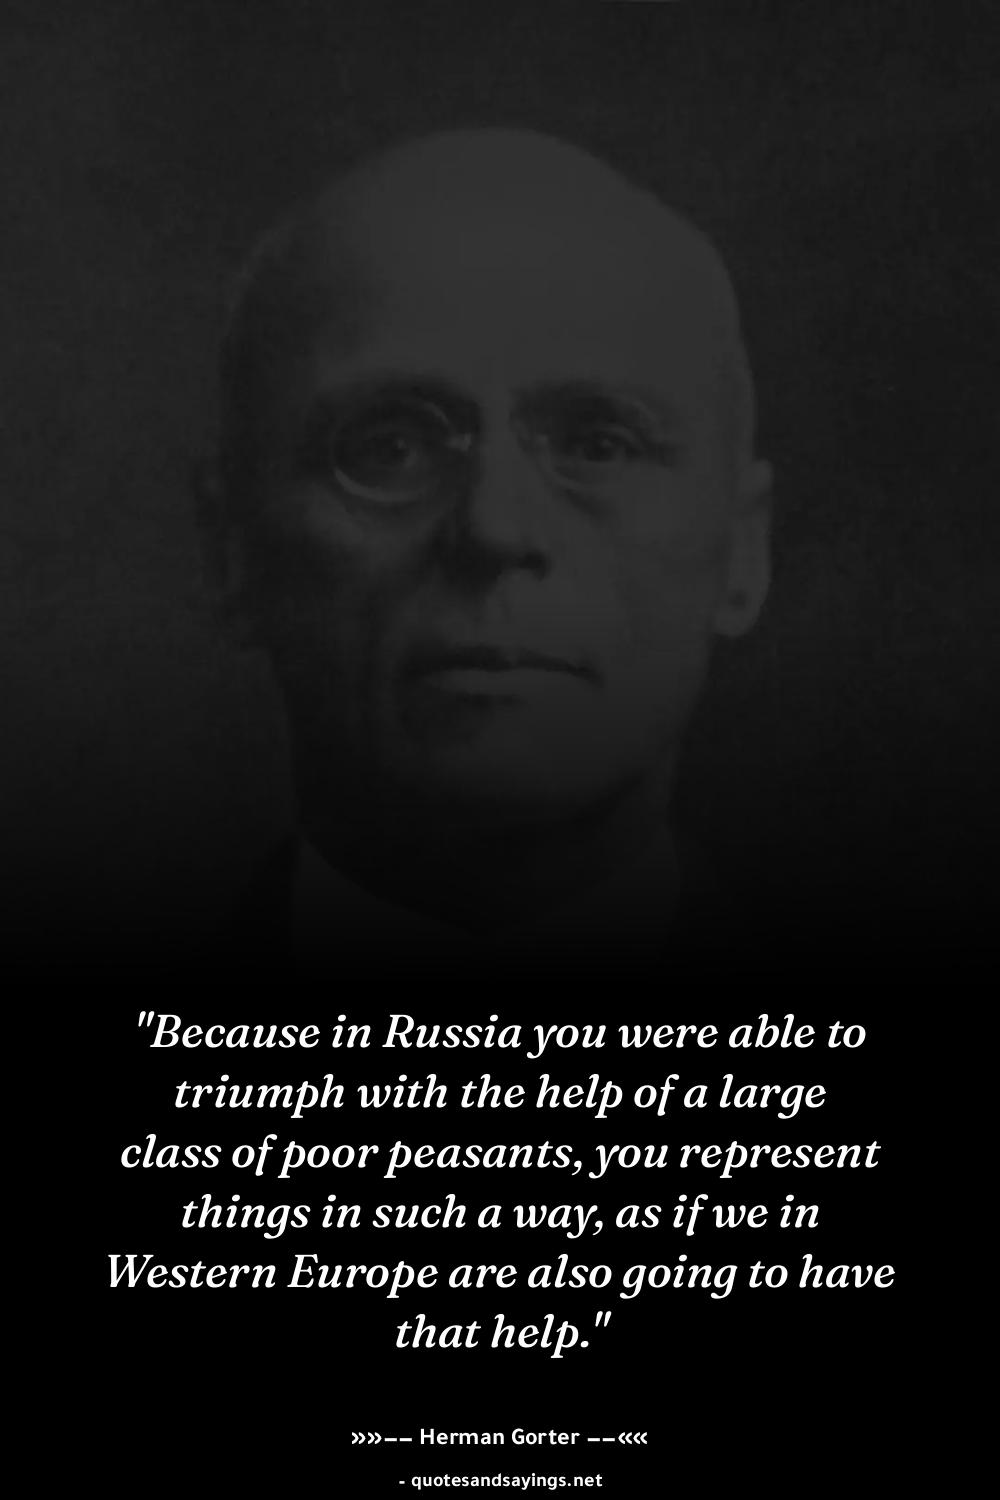 "Because in Russia you were able to
triumph with the help of a large
class of poor peasants, you represent
things in such a way, as if we in
Western Europe are also going to have
that help."
»»−− Herman Gorter −−««
- quotesandsayings.net